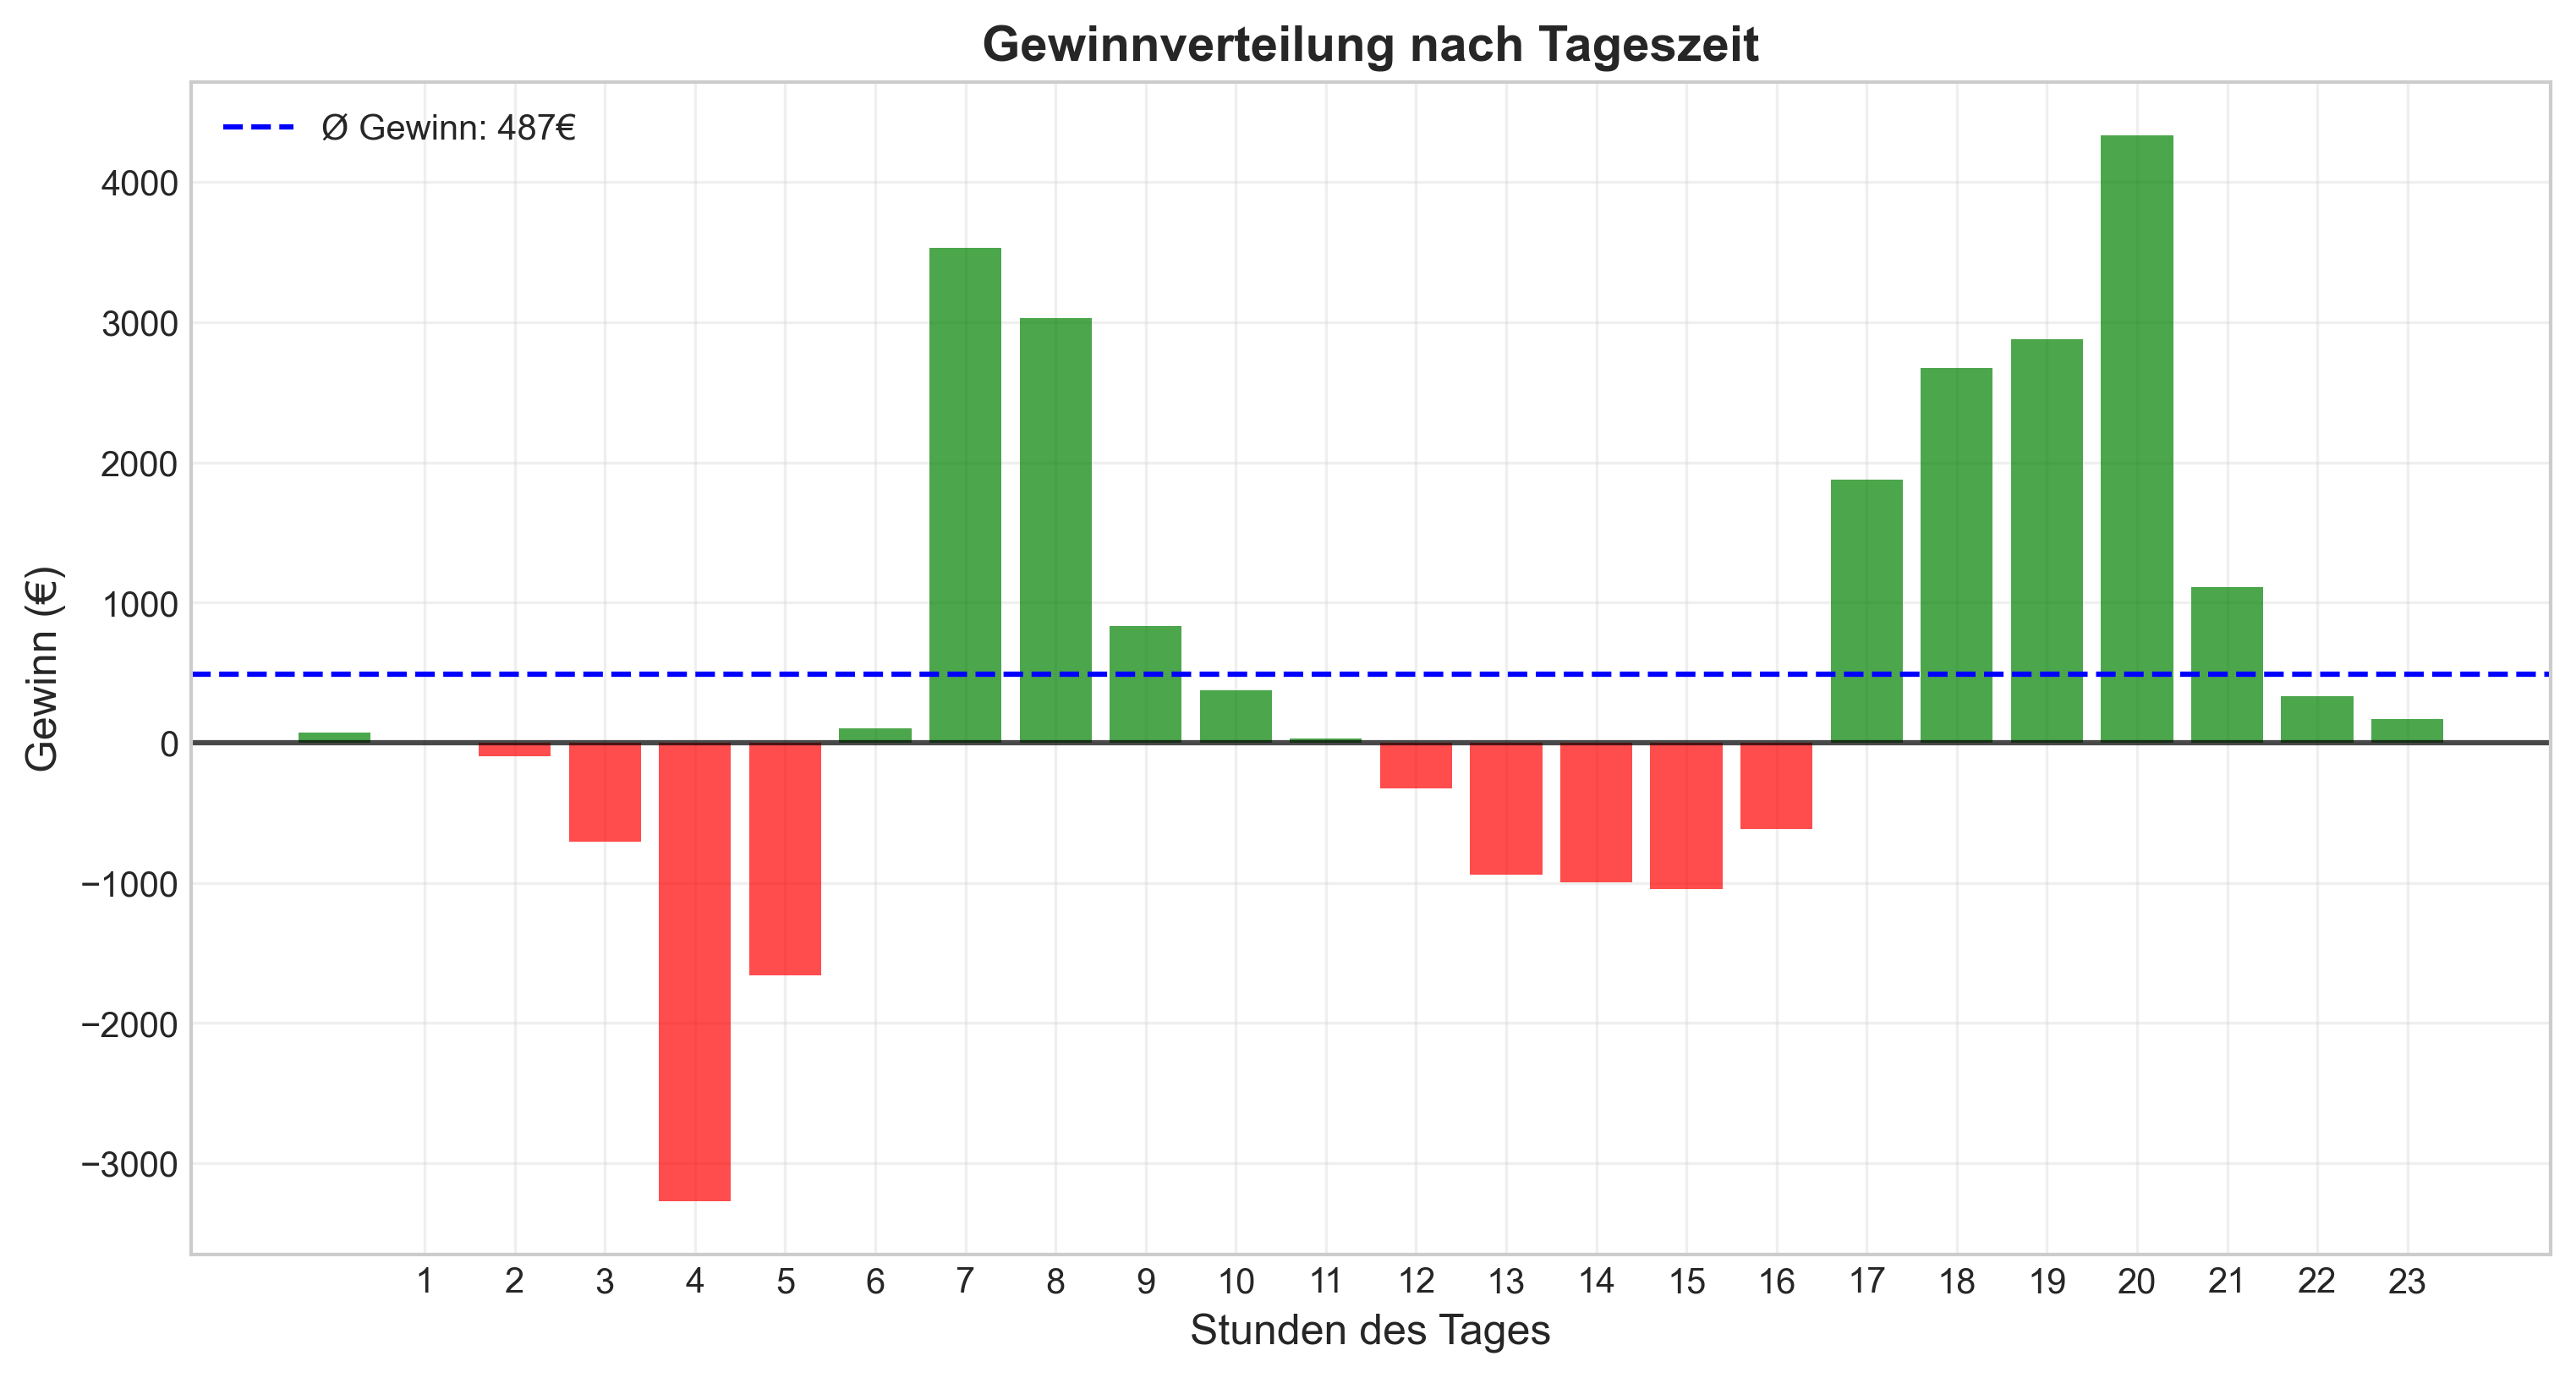 Gewinnverteilung nach Tageszeit
Ø Gewinn: 487€
Gewinn (€)
4000
3000
2000
1000
0
−1000
−2000
−3000
1 2 3 4 5 6 7 8 9 10 11 12 13 14 15 16 17 18 19 20 21 22 23
Stunden des Tages